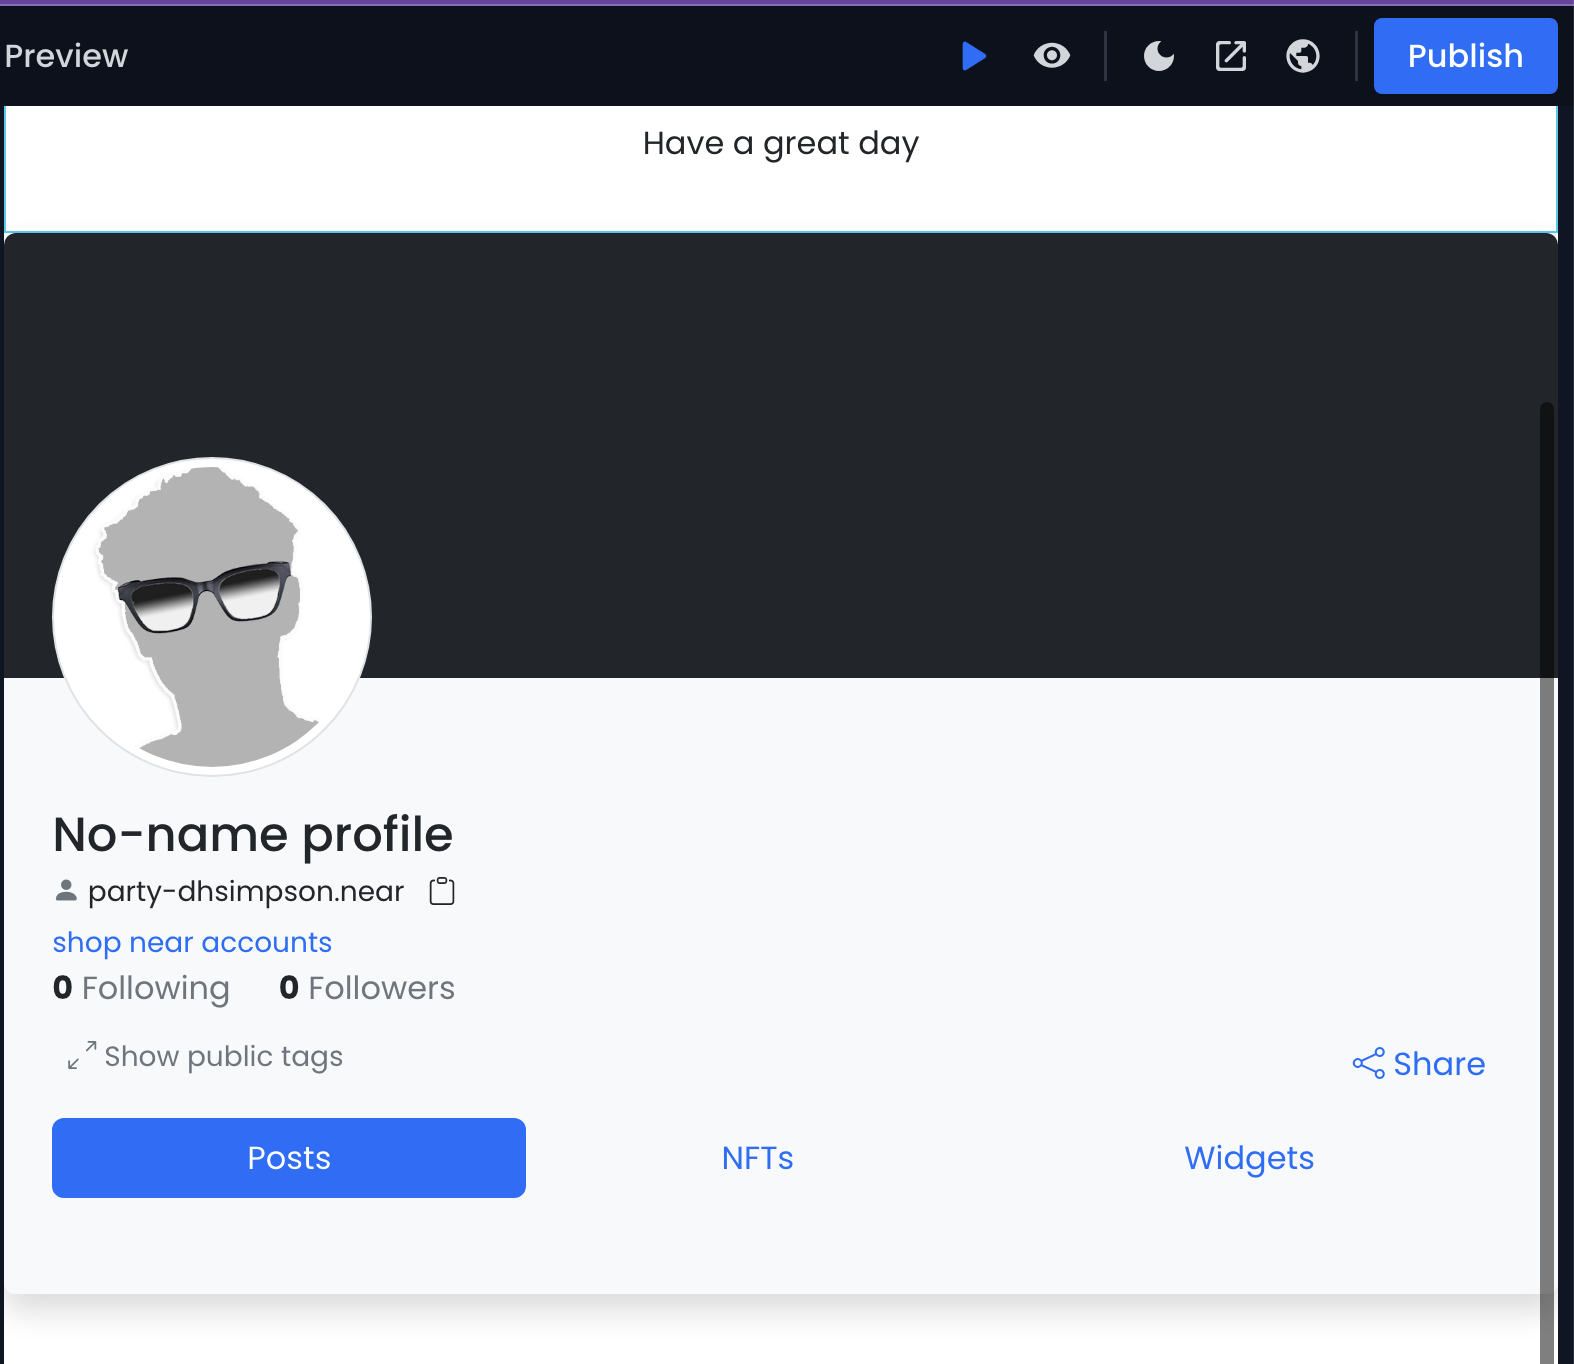 Preview Publish
Have a great day
No-name profile
party-dhsimpson.near
shop near accounts
0 Following 0 Followers
Show public tags
Share
Posts NFTs Widgets